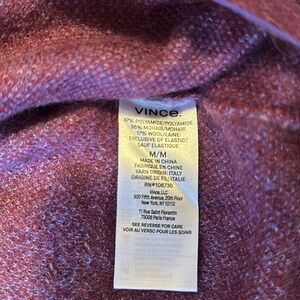 VINCE.
47% POLYAMIDE/POLYAMIDE
36% MOHAIR/MOHAIR
17% WOOL/LAINE
EXCLUSIVE OF ELASTIC/
SAUF ELASTIQUE
M/M
MADE IN CHINA
FABRIQUÉ EN CHINE
YARN ORIGIN: ITALY
ORIGINE DE FIL: ITALIE
RN#106730
Vince, LLC
500 Fifth Avenue, 20th Floor
New York, NY 10110
11 Rue Saint Florentin
75008 Paris France
SEE REVERSE FOR CARE
VOIR AU VERSO POUR LES SOINS